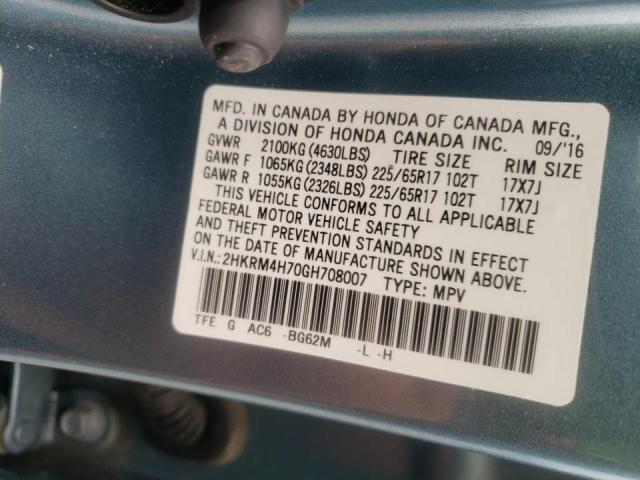 MFD. IN CANADA BY HONDA OF CANADA MFG.,
A DIVISION OF HONDA CANADA INC. 09/'16
GVWR 2100KG(4630LBS) TIRE SIZE RIM SIZE
GAWR F 1065KG(2348LBS) 225/65R17 102T 17X7J
GAWR R 1055KG(2326LBS) 225/65R17 102T 17X7J
THIS VEHICLE CONFORMS TO ALL APPLICABLE
FEDERAL MOTOR VEHICLE SAFETY
AND THEFT PREVENTION STANDARDS IN EFFECT
ON THE DATE OF MANUFACTURE SHOWN ABOVE.
V.I.N.: 2HKRM4H70GH708007 TYPE: MPV
TFE G AC6 -BG62M -L -H